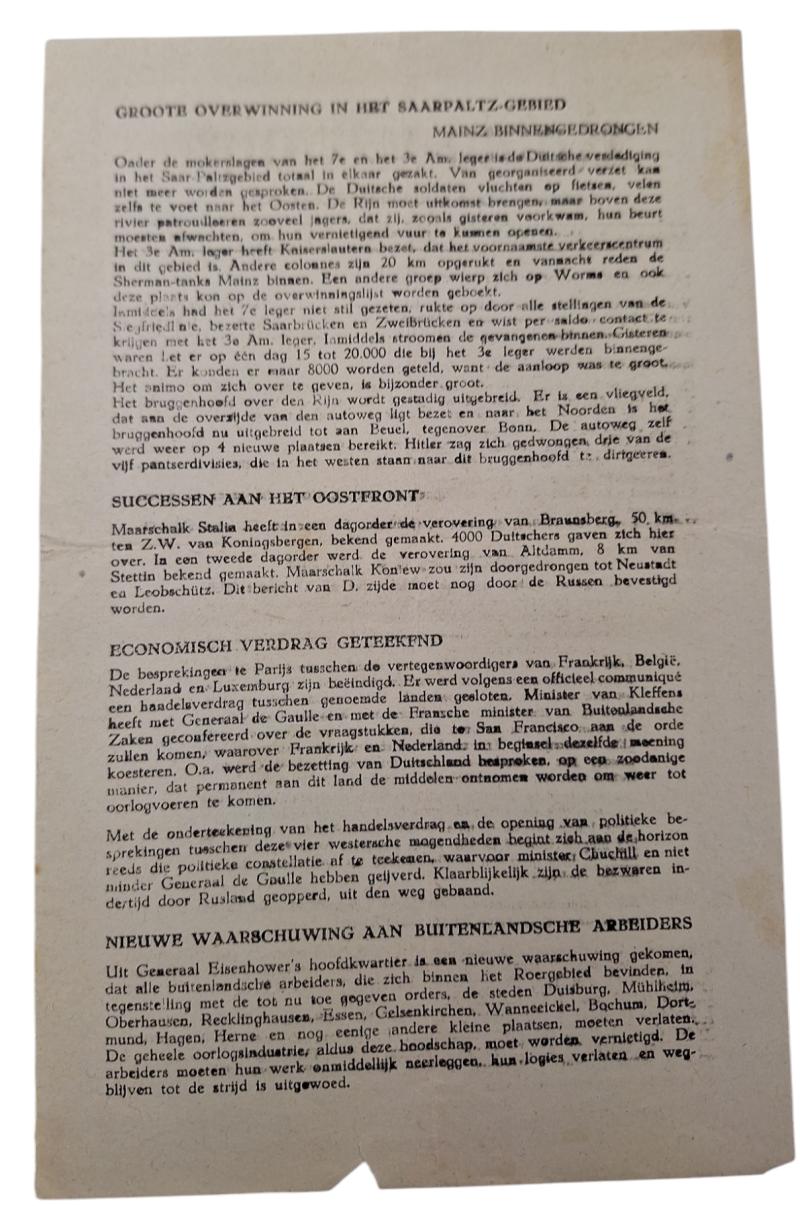 GROOTE OVERWINNING IN HET SAARPALTZ-GEBIED
MAINZ BINNENGEDRONGEN
Onder de mokerslagen van het 7e en het 3e Am. leger is de Duitsche verdediging
in het Saar-Paltzgebied totaal in elkaar gezakt. Van georganiseerd verzet kan
niet meer worden gesproken. De Duitsche soldaten vluchten op fietsen, velen
zelfs te voet naar het Oosten. De Rijn moet uitkomst brengen, maar boven deze
rivier patrouilleeren zooveel jagers, dat zij, zooals gisteren voorkwam, hun beurt
moesten afwachten, om hun vernietigend vuur te kunnen openen.
Het 3e Am. leger heeft Kaiserslautern bezet, dat het voornaamste verkeerscentrum
in dit gebied is. Andere colonnes zijn 20 km opgerukt en vannacht reden de
Sherman-tanks Mainz binnen. Een andere groep wierp zich op Worms en ook
deze plaats kon op de overwinningslijst worden geboekt.
Inmiddels had het 7e leger niet stil gezeten, rukte op door alle stellingen van de
Siegfriedlinie, bezette Saarbrücken en Zweibrücken en wist per saldo contact te
krijgen met het 3e Am. leger. Inmiddels stroomen de gevangenen binnen. Gisteren
waren het er op één dag 15 tot 20.000 die bij het 3e leger werden binnenge-
bracht. Er konden er maar 8000 worden geteld, want de aanloop was te groot.
Het animo om zich over te geven, is bijzonder groot.
Het bruggenhoofd over den Rijn wordt gestadig uitgebreid. Er is een vliegveld,
dat aan de overzijde van den autoweg ligt bezet en naar het Noorden is het
bruggenhoofd nu uitgebreid tot aan Beuel, tegenover Bonn. De autoweg zelf
werd weer op 4 nieuwe plaatsen bereikt. Hitler zag zich gedwongen, drie van de
vijf pantserdivisies, die in het westen staan naar dit bruggenhoofd te dirigeeren.
SUCCESSEN AAN HET OOSTFRONT
Maarschalk Stalin heeft in een dagorder de verovering van Braunsberg, 50 km
ten Z.W. van Koningsbergen, bekend gemaakt. 4000 Duitschers gaven zich hier
over. In een tweede dagorder werd de verovering van Altdamm, 8 km van
Stettin bekend gemaakt. Maarschalk Konjew zou zijn doorgedrongen tot Neustadt
en Leobschütz. Dit bericht van D. zijde moet nog door de Russen bevestigd
worden.
ECONOMISCH VERDRAG GETEEKEND
De besprekingen te Parijs tusschen de vertegenwoordigers van Frankrijk, België,
Nederland en Luxemburg zijn beëindigd. Er werd volgens een officieel communiqué
een handelsverdrag tusschen genoemde landen gesloten. Minister van Kleffens
heeft met Generaal de Gaulle en met de Fransche minister van Buitenlandsche
Zaken geconfereerd over de vraagstukken, die te San Francisco aan de orde
zullen komen, waarover Frankrijk en Nederland in beginsel dezelfde meening
koesteren. O.a. werd de bezetting van Duitschland besproken, op een zoodanige
manier, dat permanent aan dit land de middelen ontnomen worden om weer tot
oorlogvoeren te komen.
Met de onderteekening van het handelsverdrag en de opening van politieke be-
sprekingen tusschen deze vier westersche mogendheden begint zich aan de horizon
reeds die politieke constellatie af te teekenen, waarvoor minister Chuchill en niet
minder Generaal de Gaulle hebben geijverd. Klaarblijkelijk zijn de bezwaren in-
dertijd door Rusland geopperd, uit den weg gebaand.
NIEUWE WAARSCHUWING AAN BUITENLANDSCHE ARBEIDERS
Uit Generaal Eisenhower's hoofdkwartier is een nieuwe waarschuwing gekomen,
dat alle buitenlandsche arbeiders, die zich binnen het Roergebied bevinden, in
tegenstelling met de tot nu toe gegeven orders, de steden Duisburg, Mühlheim,
Oberhausen, Recklinghausen, Essen, Gelsenkirchen, Wanneeickel, Bochum, Dort-
mund, Hagen, Herne en nog eenige andere kleine plaatsen, moeten verlaten.
De geheele oorlogsindustrie, aldus deze boodschap, moet worden vernietigd. De
arbeiders moeten hun werk onmiddellijk neerleggen, hun logies verlaten en weg-
blijven tot de strijd is uitgewoed.